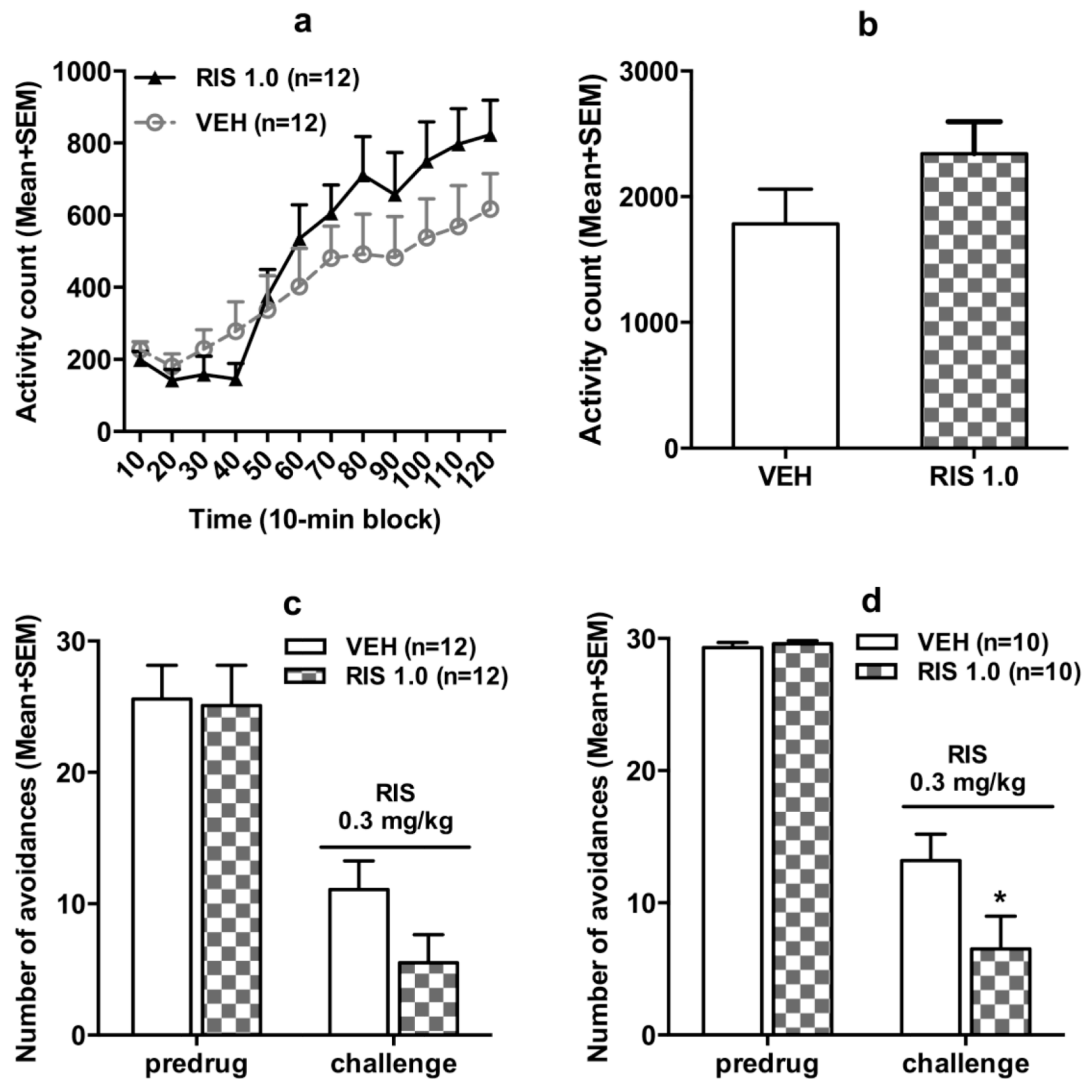 a
Activity count (Mean+SEM)
1000
800
600
400
200
0
RIS 1.0 (n=12)
VEH (n=12)
10 20 30 40 50 60 70 80 90 100 110 120
Time (10-min block)
b
Activity count (Mean+SEM)
3000
2000
1000
0
VEH RIS 1.0
c
Number of avoidances (Mean+SEM)
30
20
10
0
VEH (n=12)
RIS 1.0 (n=12)
RIS
0.3 mg/kg
predrug challenge
d
Number of avoidances (Mean+SEM)
30
20
10
0
VEH (n=10)
RIS 1.0 (n=10)
RIS
0.3 mg/kg
*
predrug challenge